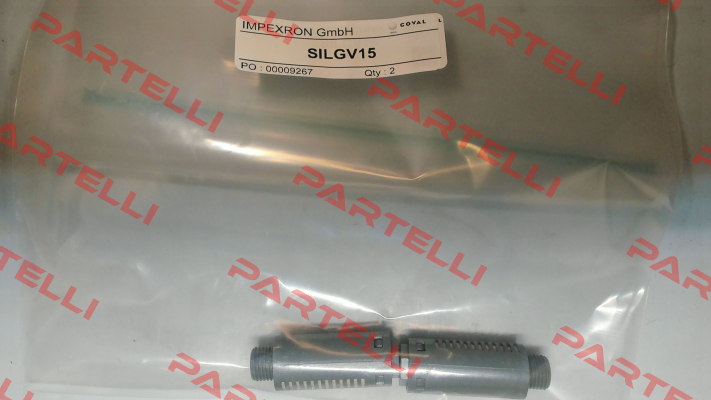 IMPEXRON GmbH
COVAL
SILGV15
PO : 00009267
Qty : 2
PARTELLI
PARTELLI
PARTELLI
PARTELLI
PARTELLI
PARTELLI
PARTELLI
PARTELLI